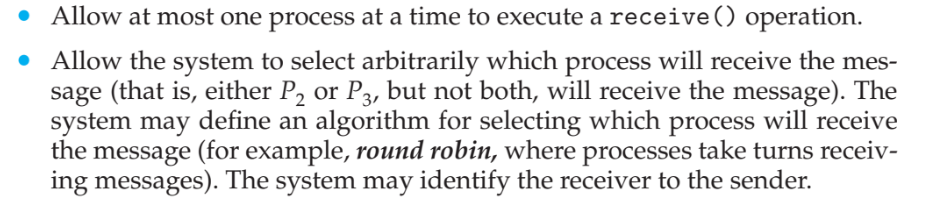 • Allow at most one process at a time to execute a receive() operation.
• Allow the system to select arbitrarily which process will receive the mes-
sage (that is, either P₂ or P₃, but not both, will receive the message). The
system may define an algorithm for selecting which process will receive
the message (for example, round robin, where processes take turns receiv-
ing messages). The system may identify the receiver to the sender.